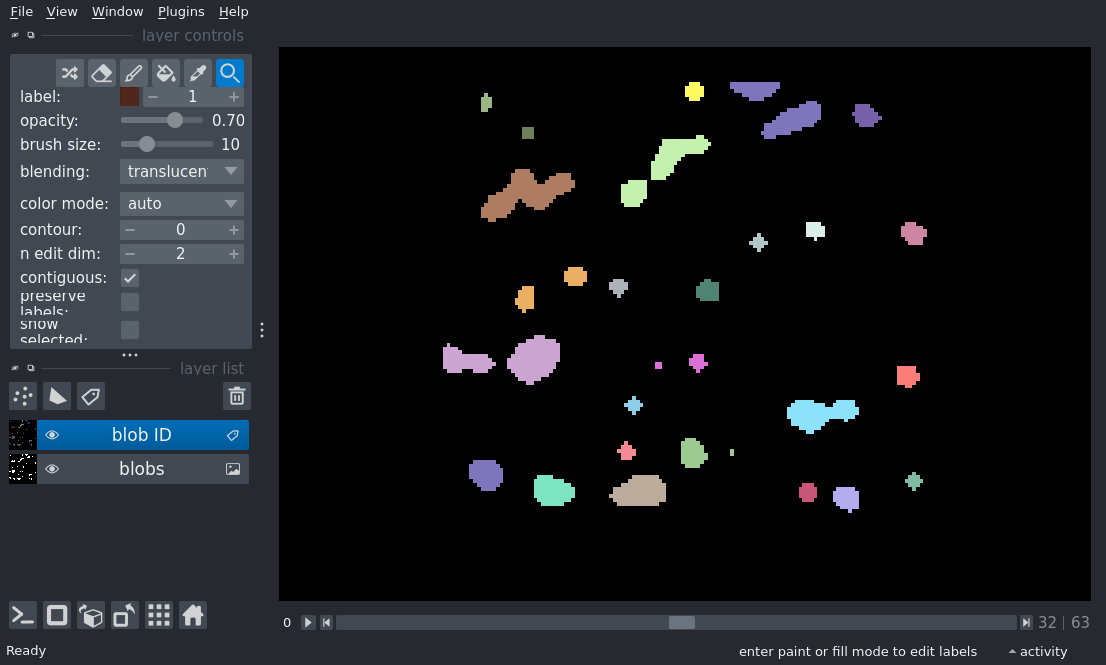 File View Window Plugins Help
layer controls
label: 1
opacity: 0.70
brush size: 10
blending: translucen
color mode: auto
contour: 0
n edit dim: 2
contiguous:
preserve
labels:
show
selected:
layer list
blob ID
blobs
0 32 | 63
Ready enter paint or fill mode to edit labels activity